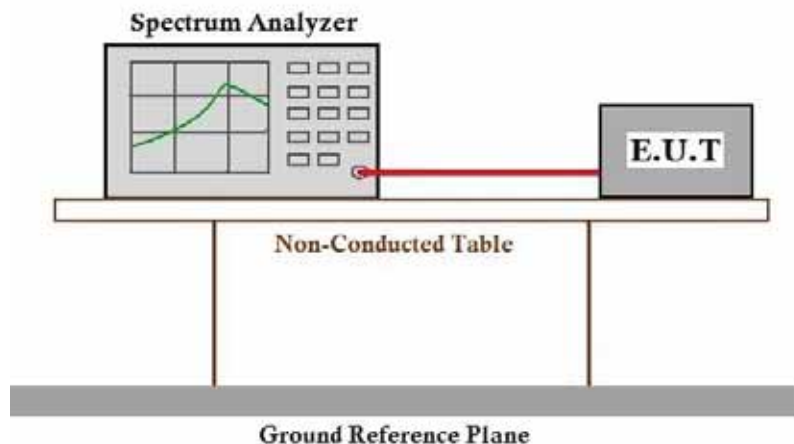 Spectrum Analyzer
E.U.T
Non-Conducted Table
Ground Reference Plane